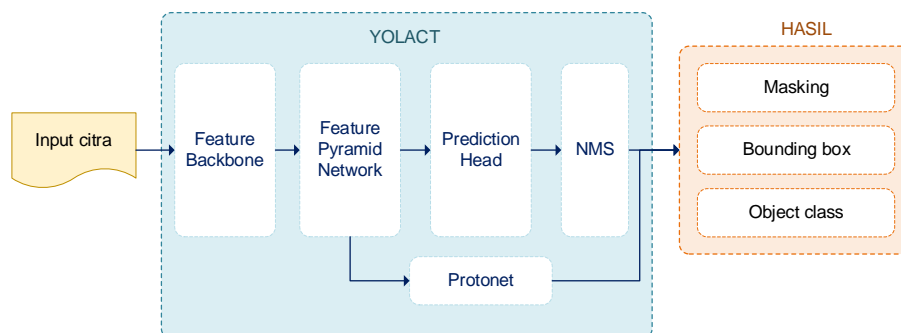 YOLACT
HASIL
Input citra
Feature
Backbone
Feature
Pyramid
Network
Prediction
Head
NMS
Protonet
Masking
Bounding box
Object class